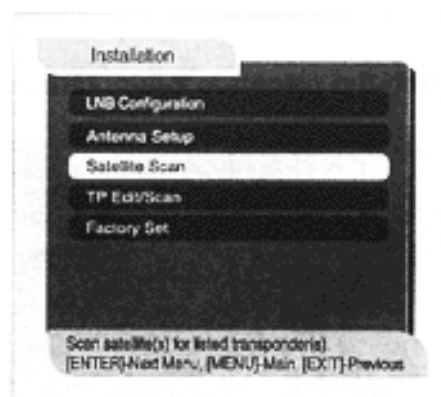 Installation
LNB Configuration
Antenna Setup
Satellite Scan
TP Edit/Scan
Factory Set
Scan satellite(s) for listed transponder(s).
[ENTER]-Next Menu, [MENU]-Main, [EXIT]-Previous